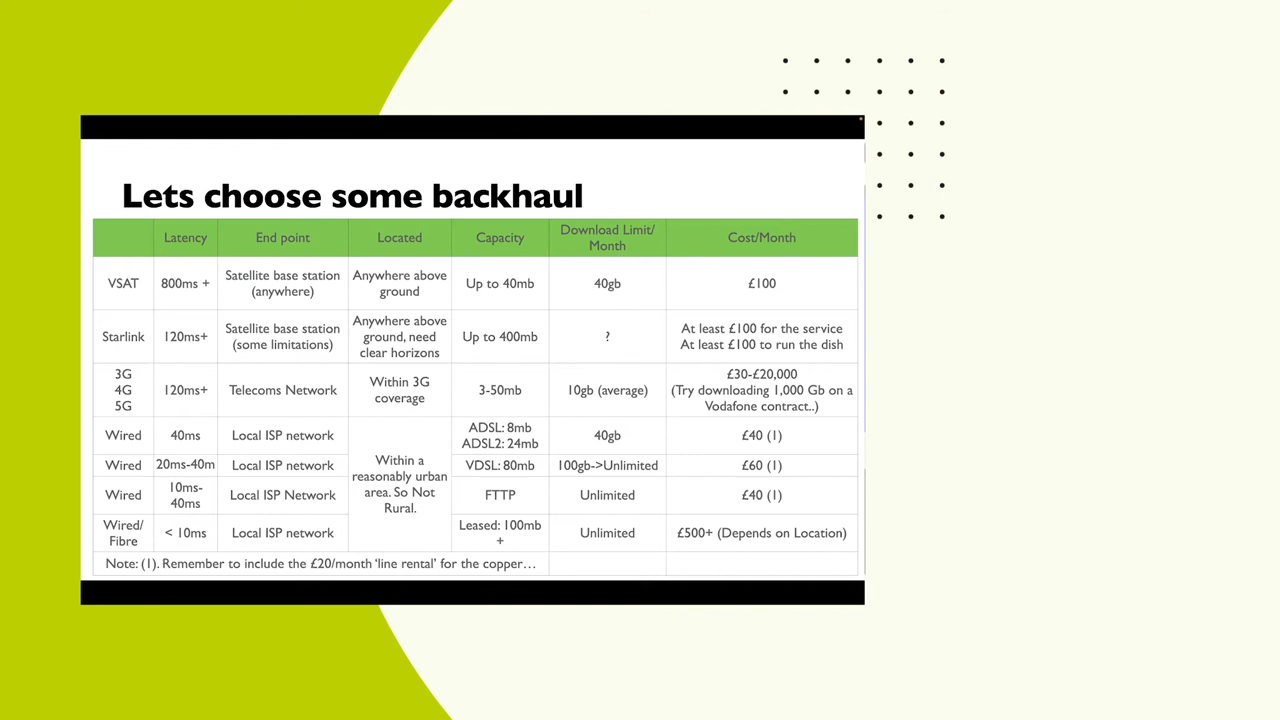 Lets choose some backhaul
Latency
End point
Located
Capacity
Download Limit/
Month
Cost/Month
VSAT
800ms +
Satellite base station
(anywhere)
Anywhere above
ground
Up to 40mb
40gb
£100
Starlink
120ms+
Satellite base station
(some limitations)
Anywhere above
ground, need
clear horizons
Up to 400mb
?
At least £100 for the service
At least £100 to run the dish
3G
4G
5G
120ms+
Telecoms Network
Within 3G
coverage
3-50mb
10gb (average)
£30-£20,000
(Try downloading 1,000 Gb on a
Vodafone contract..)
Wired
40ms
Local ISP network
Within a
reasonably urban
area. So Not
Rural.
ADSL: 8mb
ADSL2: 24mb
40gb
£40 (1)
Wired
20ms-40m
Local ISP network
VDSL: 80mb
100gb->Unlimited
£60 (1)
Wired
10ms-
40ms
Local ISP Network
FTTP
Unlimited
£40 (1)
Wired/
Fibre
< 10ms
Local ISP network
Leased: 100mb
+
Unlimited
£500+ (Depends on Location)
Note: (1). Remember to include the £20/month ‘line rental’ for the copper…